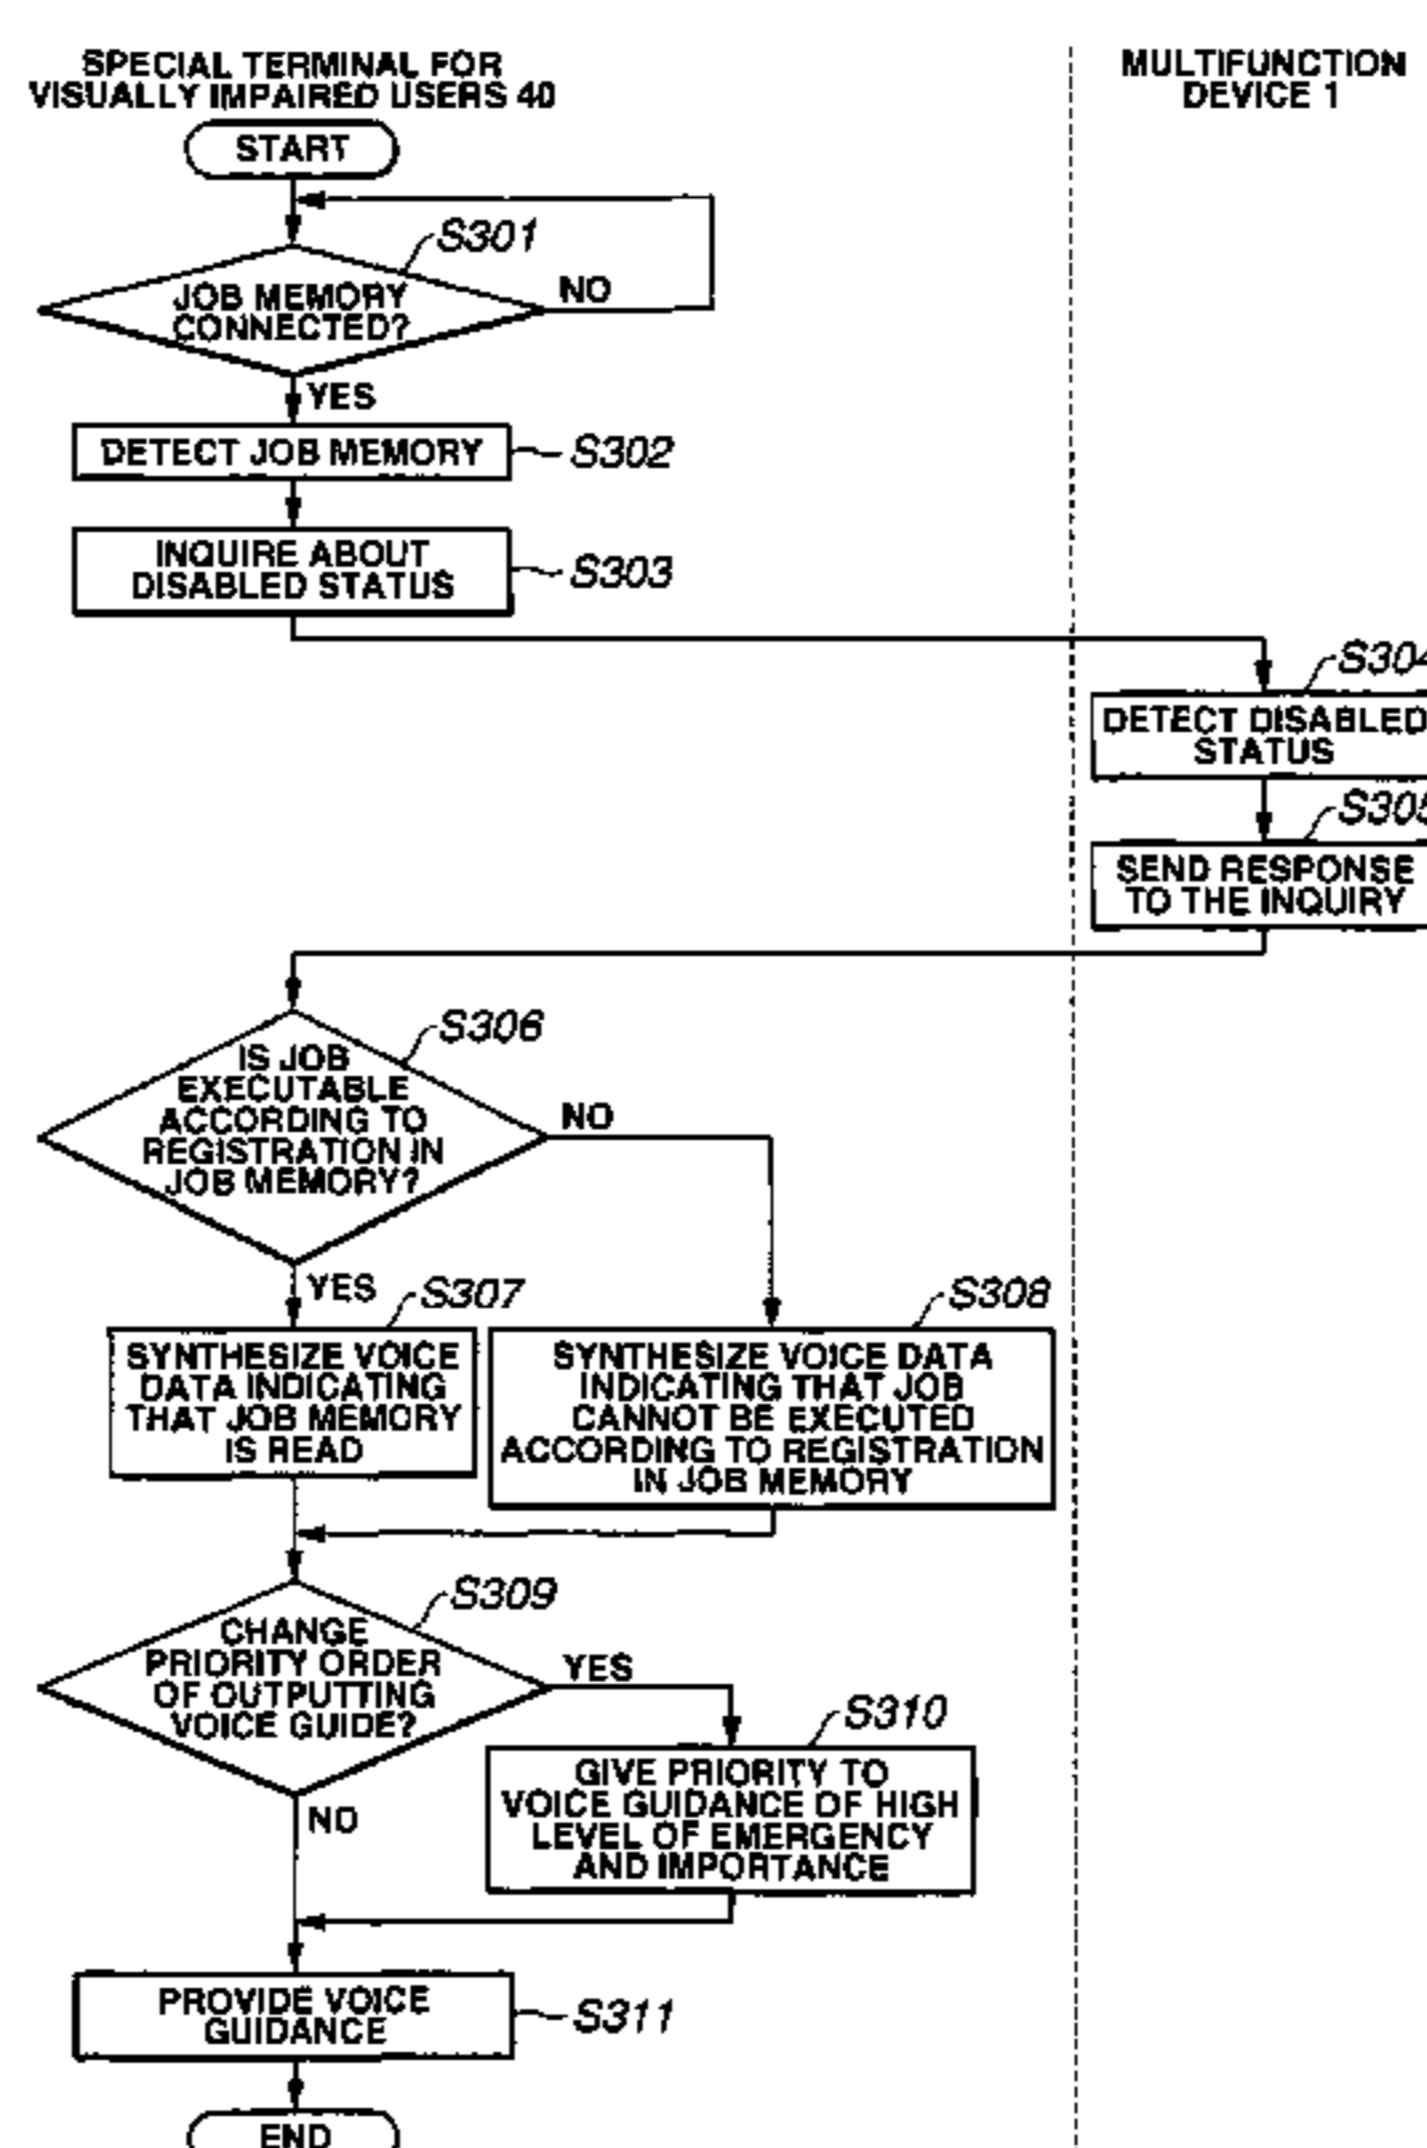 SPECIAL TERMINAL FOR
VISUALLY IMPAIRED USERS 40
MULTIFUNCTION
DEVICE 1
START
S301
JOB MEMORY
CONNECTED?
NO
YES
DETECT JOB MEMORY
S302
INQUIRE ABOUT
DISABLED STATUS
S303
S304
DETECT DISABLED
STATUS
S305
SEND RESPONSE
TO THE INQUIRY
S306
IS JOB
EXECUTABLE
ACCORDING TO
REGISTRATION IN
JOB MEMORY?
NO
YES
S307
SYNTHESIZE VOICE
DATA INDICATING
THAT JOB MEMORY
IS READ
S308
SYNTHESIZE VOICE DATA
INDICATING THAT JOB
CANNOT BE EXECUTED
ACCORDING TO REGISTRATION
IN JOB MEMORY
S309
CHANGE
PRIORITY ORDER
OF OUTPUTTING
VOICE GUIDE?
YES
NO
S310
GIVE PRIORITY TO
VOICE GUIDANCE OF HIGH
LEVEL OF EMERGENCY
AND IMPORTANCE
PROVIDE VOICE
GUIDANCE
S311
END